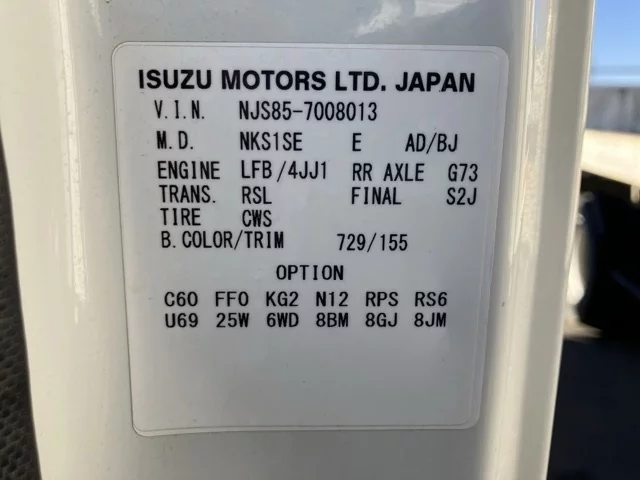 ISUZU MOTORS LTD. JAPAN
V.I.N. NJS85-7008013
M.D. NKS1SE E AD/BJ
ENGINE LFB/4JJ1 RR AXLE G73
TRANS. RSL FINAL S2J
TIRE CWS
B.COLOR/TRIM 729/155
OPTION
C60 FF0 KG2 N12 RPS RS6
U69 25W 6WD 8BM 8GJ 8JM